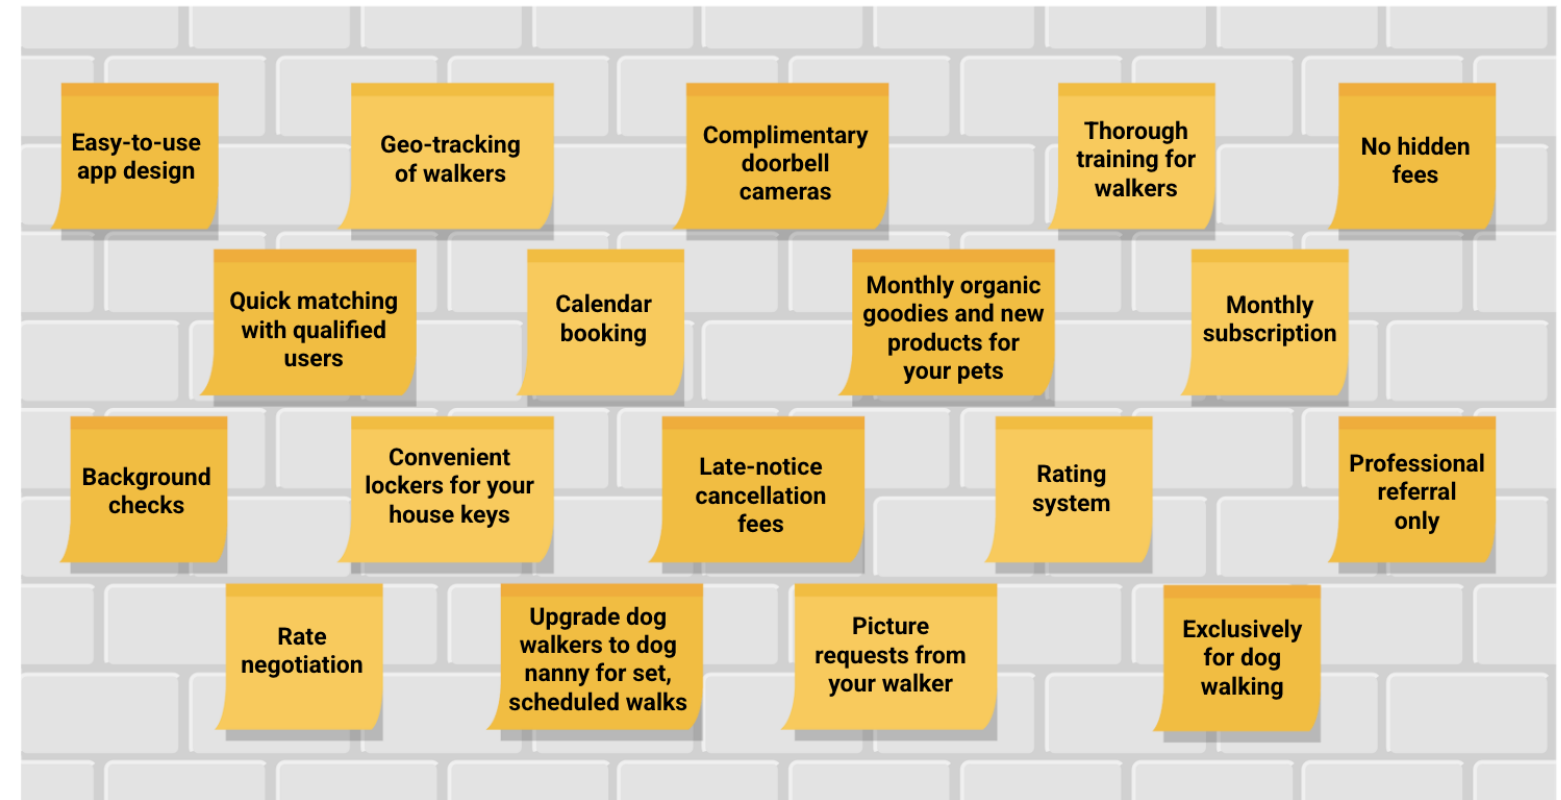 Easy-to-use
app design
Geo-tracking
of walkers
Complimentary
doorbell
cameras
Thorough
training for
walkers
No hidden
fees
Quick matching
with qualified
users
Calendar
booking
Monthly organic
goodies and new
products for
your pets
Monthly
subscription
Background
checks
Convenient
lockers for your
house keys
Late-notice
cancellation
fees
Rating
system
Professional
referral
only
Rate
negotiation
Upgrade dog
walkers to dog
nanny for set,
scheduled walks
Picture
requests from
your walker
Exclusively
for dog
walking